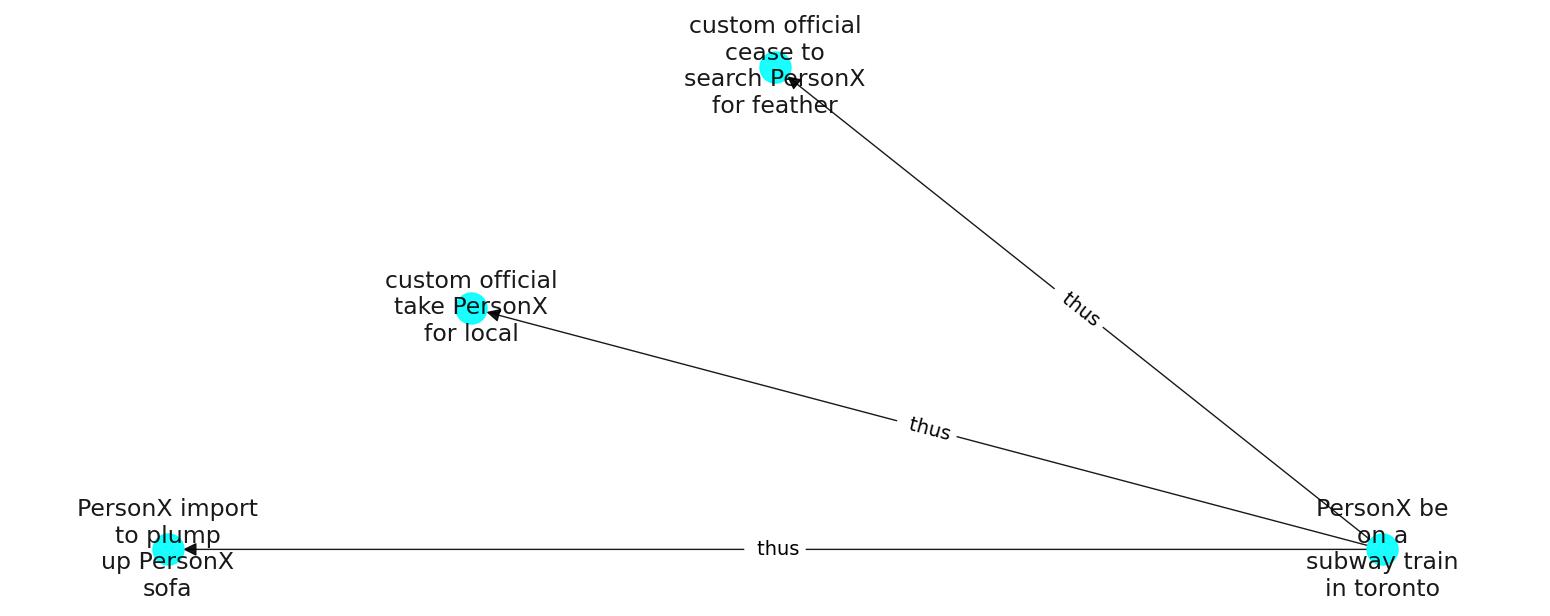 custom official
cease to
search PersonX
for feather
thus
custom official
take PersonX
for local
thus
PersonX import
to plump
up PersonX
sofa
thus
PersonX be
on a
subway train
in toronto